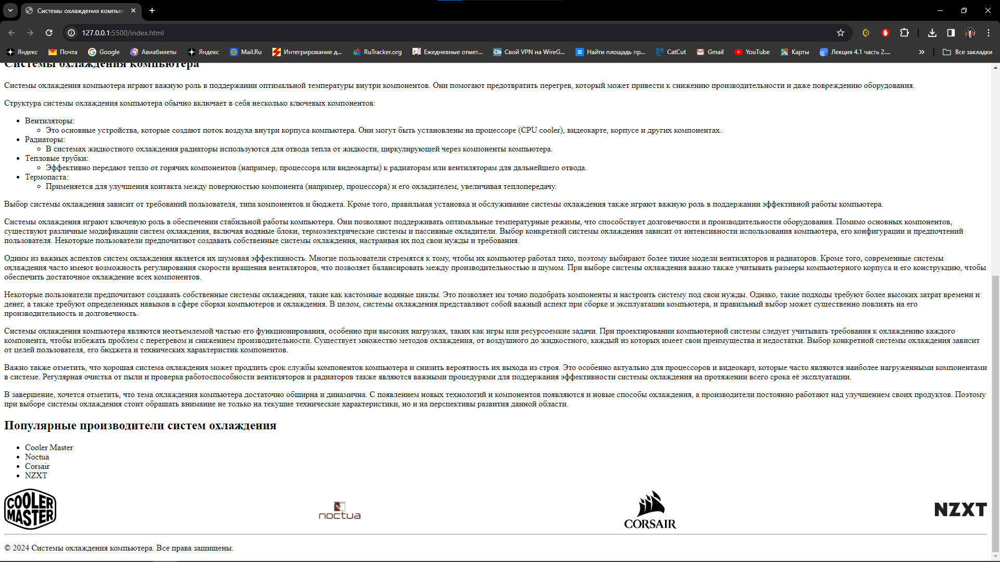 Системы охлаждения компью
127.0.0.1:5500/index.html
Яндекс
Почта
Google
Авиабилеты
Яндекс
Mail.Ru
Интегрирование д...
RuTracker.org
Ежедневные отмет...
Свой VPN на WireG...
Найти площадь пр...
CatCut
Gmail
YouTube
Карты
Лекция 4.1 часть 2....
Все закладки
Системы охлаждения компьютера
Системы охлаждения компьютера играют важную роль в поддержании оптимальной температуры внутри компонентов. Они помогают предотвратить перегрев, который может привести к снижению производительности и даже повреждению оборудования.
Структура системы охлаждения компьютера обычно включает в себя несколько ключевых компонентов:
Вентиляторы:
Это основные устройства, которые создают поток воздуха внутри корпуса компьютера. Они могут быть установлены на процессоре (CPU cooler), видеокарте, корпусе и других компонентах.
Радиаторы:
В системах жидкостного охлаждения радиаторы используются для отвода тепла от жидкости, циркулирующей через компоненты компьютера.
Тепловые трубки:
Эффективно передают тепло от горячих компонентов (например, процессора или видеокарты) к радиаторам или вентиляторам для дальнейшего отвода.
Термопаста:
Применяется для улучшения контакта между поверхностью компонента (например, процессора) и его охладителем, увеличивая теплопередачу.
Выбор системы охлаждения зависит от требований пользователя, типа компонентов и бюджета. Кроме того, правильная установка и обслуживание системы охлаждения также играют важную роль в поддержании эффективной работы компьютера.
Системы охлаждения играют ключевую роль в обеспечении стабильной работы компьютера. Они позволяют поддерживать оптимальные температурные режимы, что способствует долговечности и производительности оборудования. Помимо основных компонентов,
существуют различные модификации систем охлаждения, включая водяные блоки, термоэлектрические системы и пассивные охладители. Выбор конкретной системы охлаждения зависит от интенсивности использования компьютера, его конфигурации и предпочтений
пользователя. Некоторые пользователи предпочитают создавать собственные системы охлаждения, настраивая их под свои нужды и требования.
Одним из важных аспектов систем охлаждения является их шумовая эффективность. Многие пользователи стремятся к тому, чтобы их компьютер работал тихо, поэтому выбирают более тихие модели вентиляторов и радиаторов. Кроме того, современные системы
охлаждения часто имеют возможность регулирования скорости вращения вентиляторов, что позволяет балансировать между производительностью и шумом. При выборе системы охлаждения важно также учитывать размеры компьютерного корпуса и его конструкцию, чтобы
обеспечить достаточное охлаждение всех компонентов.
Некоторые пользователи предпочитают создавать собственные системы охлаждения, такие как кастомные водяные циклы. Это позволяет им точно подобрать компоненты и настроить систему под свои нужды. Однако, такие подходы требуют более высоких затрат времени и
денег, а также требуют определенных навыков в сфере сборки компьютеров и охлаждения. В целом, системы охлаждения представляют собой важный аспект при сборке и эксплуатации компьютера, и правильный выбор может существенно повлиять на его
производительность и долговечность.
Системы охлаждения компьютера являются неотъемлемой частью его функционирования, особенно при высоких нагрузках, таких как игры или ресурсоемкие задачи. При проектировании компьютерной системы следует учитывать требования к охлаждению каждого
компонента, чтобы избежать проблем с перегревом и снижением производительности. Существует множество методов охлаждения, от воздушного до жидкостного, каждый из которых имеет свои преимущества и недостатки. Выбор конкретной системы охлаждения зависит
от целей пользователя, его бюджета и технических характеристик компонентов.
Важно также отметить, что хорошая система охлаждения может продлить срок службы компонентов компьютера и снизить вероятность их выхода из строя. Это особенно актуально для процессоров и видеокарт, которые часто являются наиболее нагруженными компонентами
в системе. Регулярная очистка от пыли и проверка работоспособности вентиляторов и радиаторов также являются важными процедурами для поддержания эффективности системы охлаждения на протяжении всего срока её эксплуатации.
В завершение, хочется отметить, что тема охлаждения компьютера достаточно обширна и динамична. С появлением новых технологий и компонентов появляются и новые способы охлаждения, а производители постоянно работают над улучшением своих продуктов. Поэтому
при выборе системы охлаждения стоит обращать внимание не только на текущие технические характеристики, но и на перспективы развития данной области.
Популярные производители систем охлаждения
Cooler Master
Noctua
Corsair
NZXT
COOLER
MASTER
noctua
CORSAIR
NZXT
© 2024 Системы охлаждения компьютера. Все права защищены.